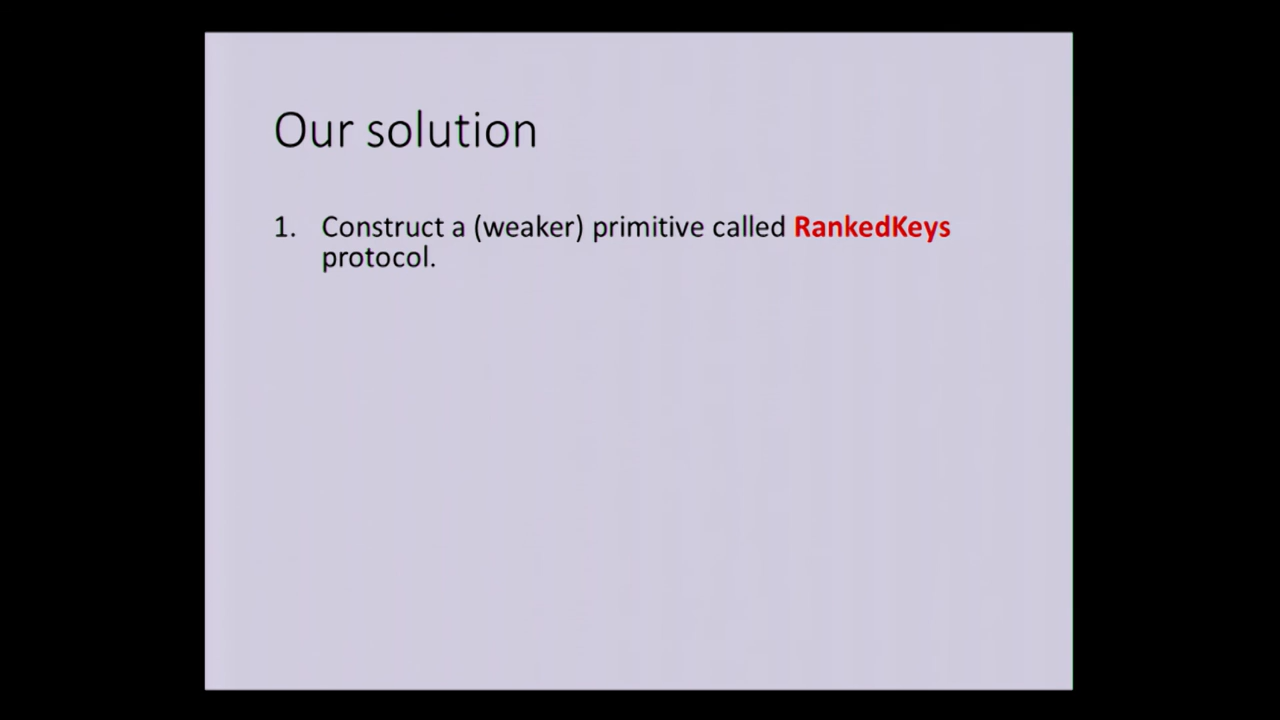 Our solution
1. Construct a (weaker) primitive called RankedKeys
protocol.